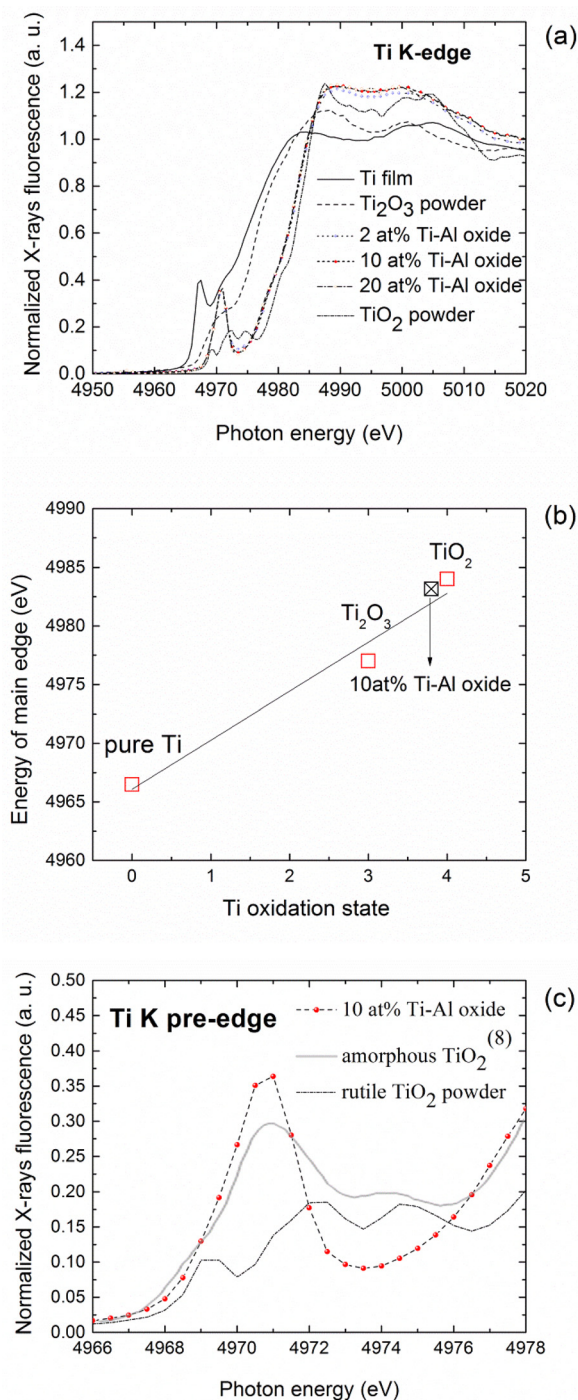 (a)
Ti K-edge
Normalized X-rays fluorescence (a. u.)
1.4
1.2
1.0
0.8
0.6
0.4
0.2
0.0
Ti film
Ti₂O₃ powder
2 at% Ti-Al oxide
10 at% Ti-Al oxide
20 at% Ti-Al oxide
TiO₂ powder
4950 4960 4970 4980 4990 5000 5010 5020
Photon energy (eV)
(b)
Energy of main edge (eV)
4990
4985
4980
4975
4970
4965
4960
TiO₂
Ti₂O₃
10at% Ti-Al oxide
pure Ti
0 1 2 3 4 5
Ti oxidation state
(c)
Ti K pre-edge
Normalized X-rays fluorescence (a. u.)
0.50
0.45
0.40
0.35
0.30
0.25
0.20
0.15
0.10
0.05
0.00
10 at% Ti-Al oxide
amorphous TiO₂ (8)
rutile TiO₂ powder
4966 4968 4970 4972 4974 4976 4978
Photon energy (eV)